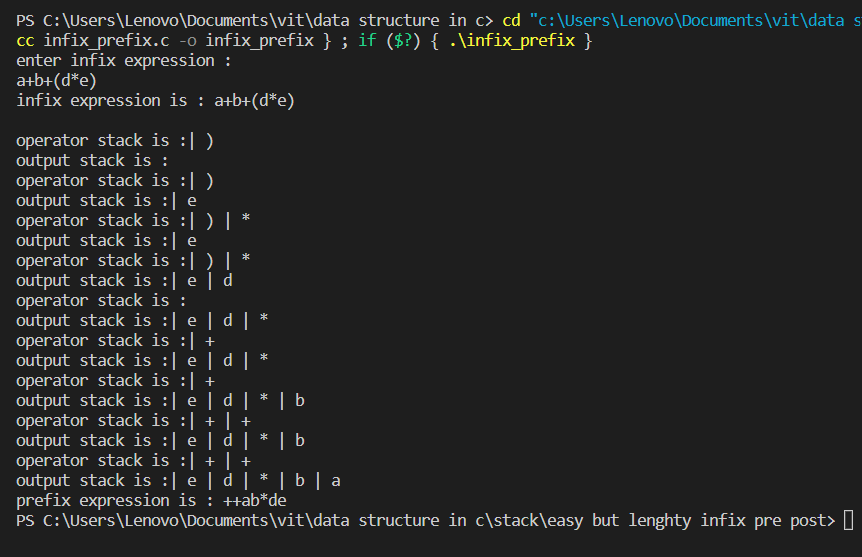 PS C:\Users\Lenovo\Documents\vit\data structure in c> cd "c:\Users\Lenovo\Documents\vit\data s
cc infix_prefix.c -o infix_prefix } ; if ($?) { .\infix_prefix }
enter infix expression :
a+b+(d*e)
infix expression is : a+b+(d*e)
operator stack is :| )
output stack is :
operator stack is :| )
output stack is :| e
operator stack is :| ) | *
output stack is :| e
operator stack is :| ) | *
output stack is :| e | d
operator stack is :
output stack is :| e | d | *
operator stack is :| +
output stack is :| e | d | *
operator stack is :| +
output stack is :| e | d | * | b
operator stack is :| + | +
output stack is :| e | d | * | b
operator stack is :| + | +
output stack is :| e | d | * | b | a
prefix expression is : ++ab*de
PS C:\Users\Lenovo\Documents\vit\data structure in c\stack\easy but lenghty infix pre post>